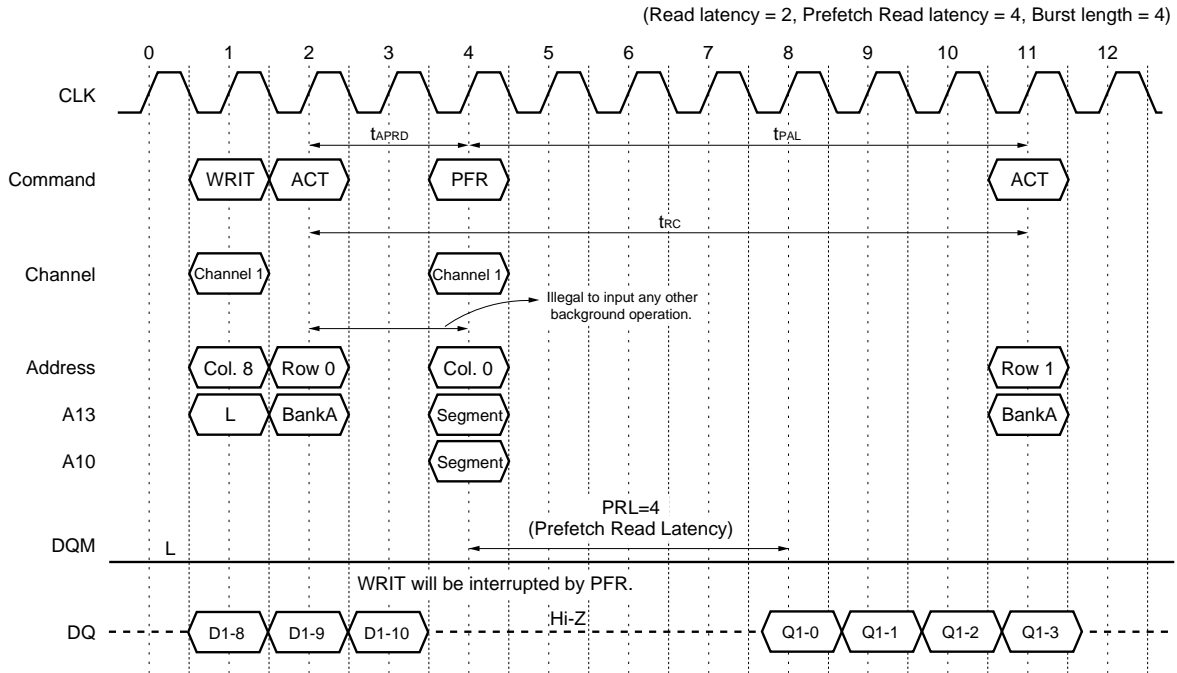 (Read latency = 2, Prefetch Read latency = 4, Burst length = 4)
0 1 2 3 4 5 6 7 8 9 10 11 12
CLK
tAPRD tPAL
Command WRIT ACT PFR ACT
tRC
Channel Channel 1 Channel 1
Illegal to input any other
background operation.
Address Col. 8 Row 0 Col. 0 Row 1
A13 L BankA Segment BankA
A10 Segment
PRL=4
(Prefetch Read Latency)
DQM L
WRIT will be interrupted by PFR.
DQ D1-8 D1-9 D1-10 Hi-Z Q1-0 Q1-1 Q1-2 Q1-3